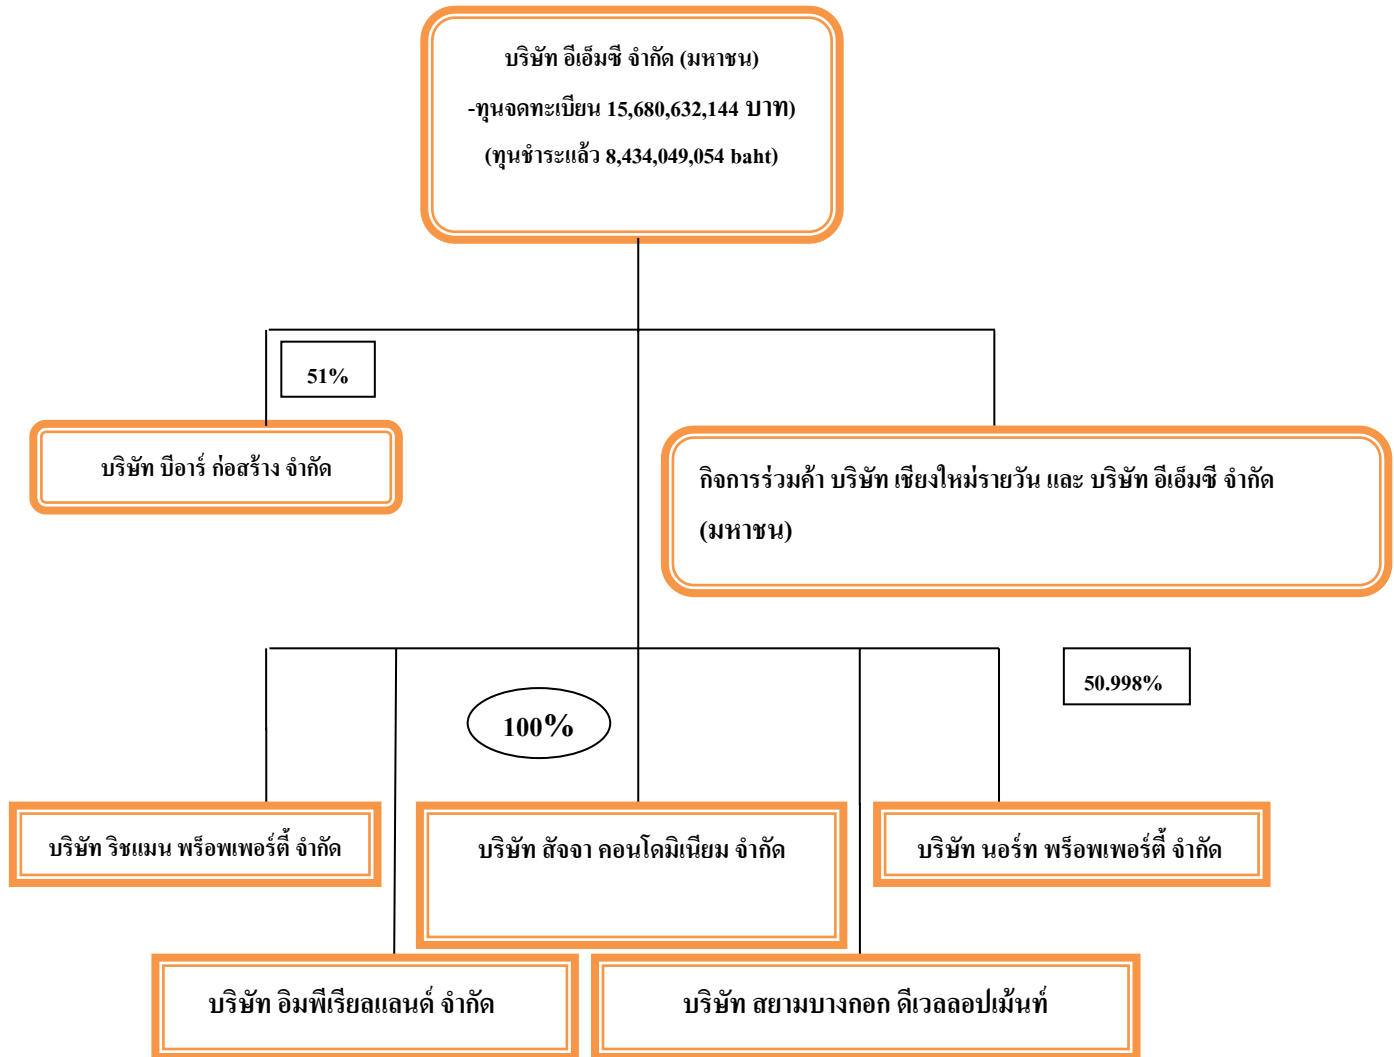 บริษัท อีเอ็มซี จำกัด (มหาชน)
-ทุนจดทะเบียน 15,680,632,144 บาท)
(ทุนชำระแล้ว 8,434,049,054 baht)
51%
บริษัท บีอาร์ ก่อสร้าง จำกัด
กิจการร่วมค้า บริษัท เชียงใหม่รายวัน และ บริษัท อีเอ็มซี จำกัด
(มหาชน)
50.998%
100%
บริษัท ริชแมน พร็อพเพอร์ตี้ จำกัด
บริษัท สัจจา คอนโดมิเนียม จำกัด
บริษัท นอร์ท พร็อพเพอร์ตี้ จำกัด
บริษัท อิมพีเรียลแลนด์ จำกัด
บริษัท สยามบางกอก ดีเวลลอปเม้นท์